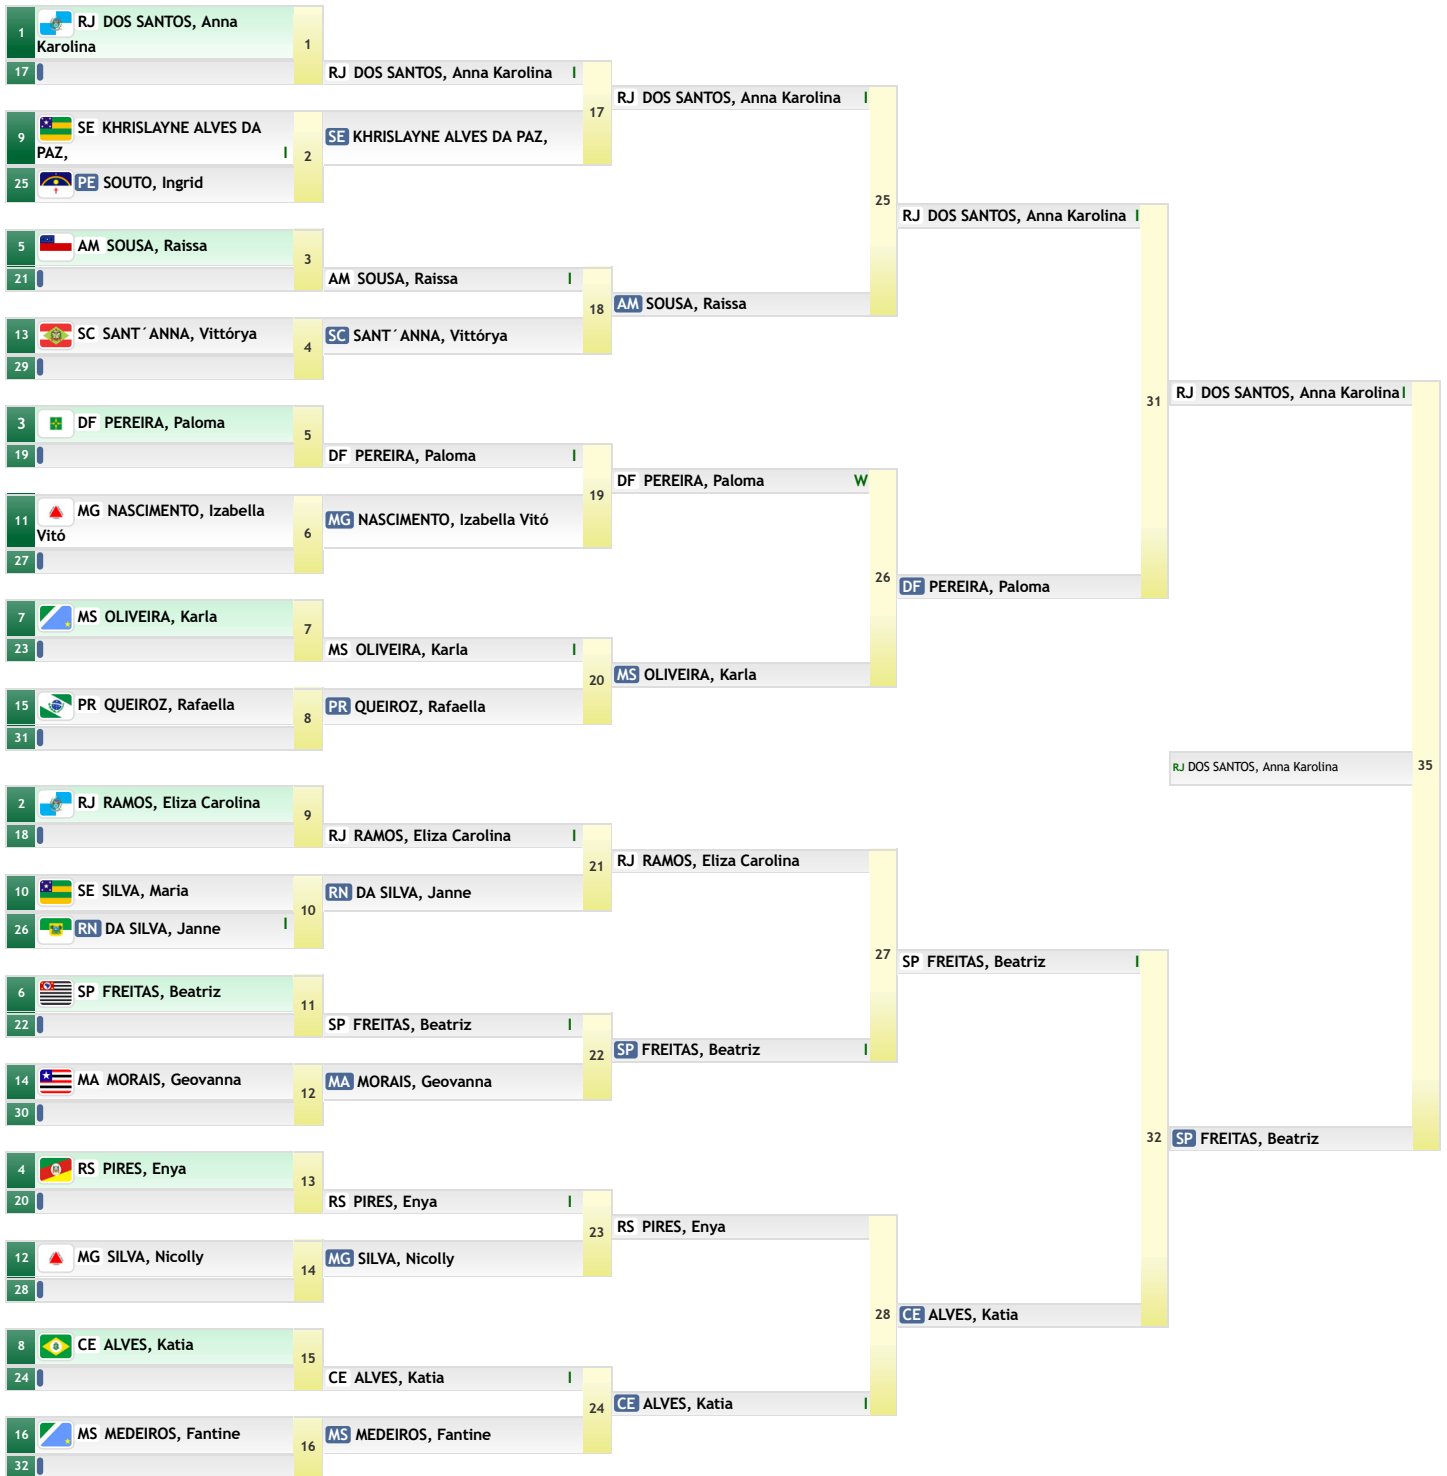 1 RJ DOS SANTOS, Anna
Karolina
1
17
RJ DOS SANTOS, Anna Karolina I
17
RJ DOS SANTOS, Anna Karolina I
9 SE KHRISLAYNE ALVES DA
PAZ, I
2
SE KHRISLAYNE ALVES DA PAZ,
25 PE SOUTO, Ingrid
25
RJ DOS SANTOS, Anna Karolina I
5 AM SOUSA, Raissa
3
21
AM SOUSA, Raissa I
18
AM SOUSA, Raissa
13 SC SANT´ANNA, Vittórya
4
SC SANT´ANNA, Vittórya
29
31
RJ DOS SANTOS, Anna Karolina I
3 DF PEREIRA, Paloma
5
19
DF PEREIRA, Paloma I
19
DF PEREIRA, Paloma W
11 MG NASCIMENTO, Izabella
Vitó
6
MG NASCIMENTO, Izabella Vitó
27
26
DF PEREIRA, Paloma
7 MS OLIVEIRA, Karla
7
23
MS OLIVEIRA, Karla I
20
MS OLIVEIRA, Karla
15 PR QUEIROZ, Rafaella
8
PR QUEIROZ, Rafaella
31
RJ DOS SANTOS, Anna Karolina
35
2 RJ RAMOS, Eliza Carolina
9
18
RJ RAMOS, Eliza Carolina I
21
RJ RAMOS, Eliza Carolina
10 SE SILVA, Maria
10
RN DA SILVA, Janne
26 RN DA SILVA, Janne I
27
SP FREITAS, Beatriz I
6 SP FREITAS, Beatriz
11
22
SP FREITAS, Beatriz I
22
SP FREITAS, Beatriz I
14 MA MORAIS, Geovanna
12
MA MORAIS, Geovanna
30
32
SP FREITAS, Beatriz
4 RS PIRES, Enya
13
20
RS PIRES, Enya I
23
RS PIRES, Enya
12 MG SILVA, Nicolly
14
MG SILVA, Nicolly
28
28
CE ALVES, Katia
8 CE ALVES, Katia
15
24
CE ALVES, Katia I
24
CE ALVES, Katia I
16 MS MEDEIROS, Fantine
16
MS MEDEIROS, Fantine
32